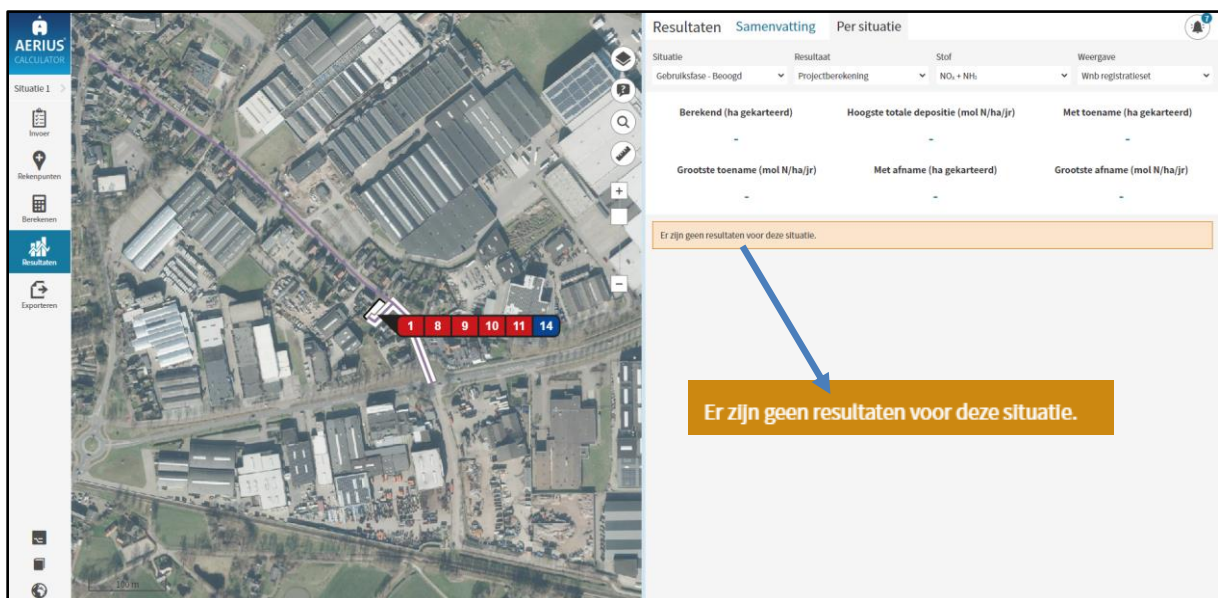 AERIUS
CALCULATOR
Situatie 1
Invoer
Rekenpunten
Berekenen
Resultaten
Exporteren
1 8 9 10 11 14
100 m
Resultaten Samenvatting Per situatie
7
Situatie Resultaat Stof Weergave
Gebruiksfase - Beoogd Projectberekening NOₓ + NH₃ Wnb registratieset
Berekend (ha gekarteerd) Hoogste totale depositie (mol N/ha/jr) Met toename (ha gekarteerd)
- - -
Grootste toename (mol N/ha/jr) Met afname (ha gekarteerd) Grootste afname (mol N/ha/jr)
- - -
Er zijn geen resultaten voor deze situatie.
Er zijn geen resultaten voor deze situatie.